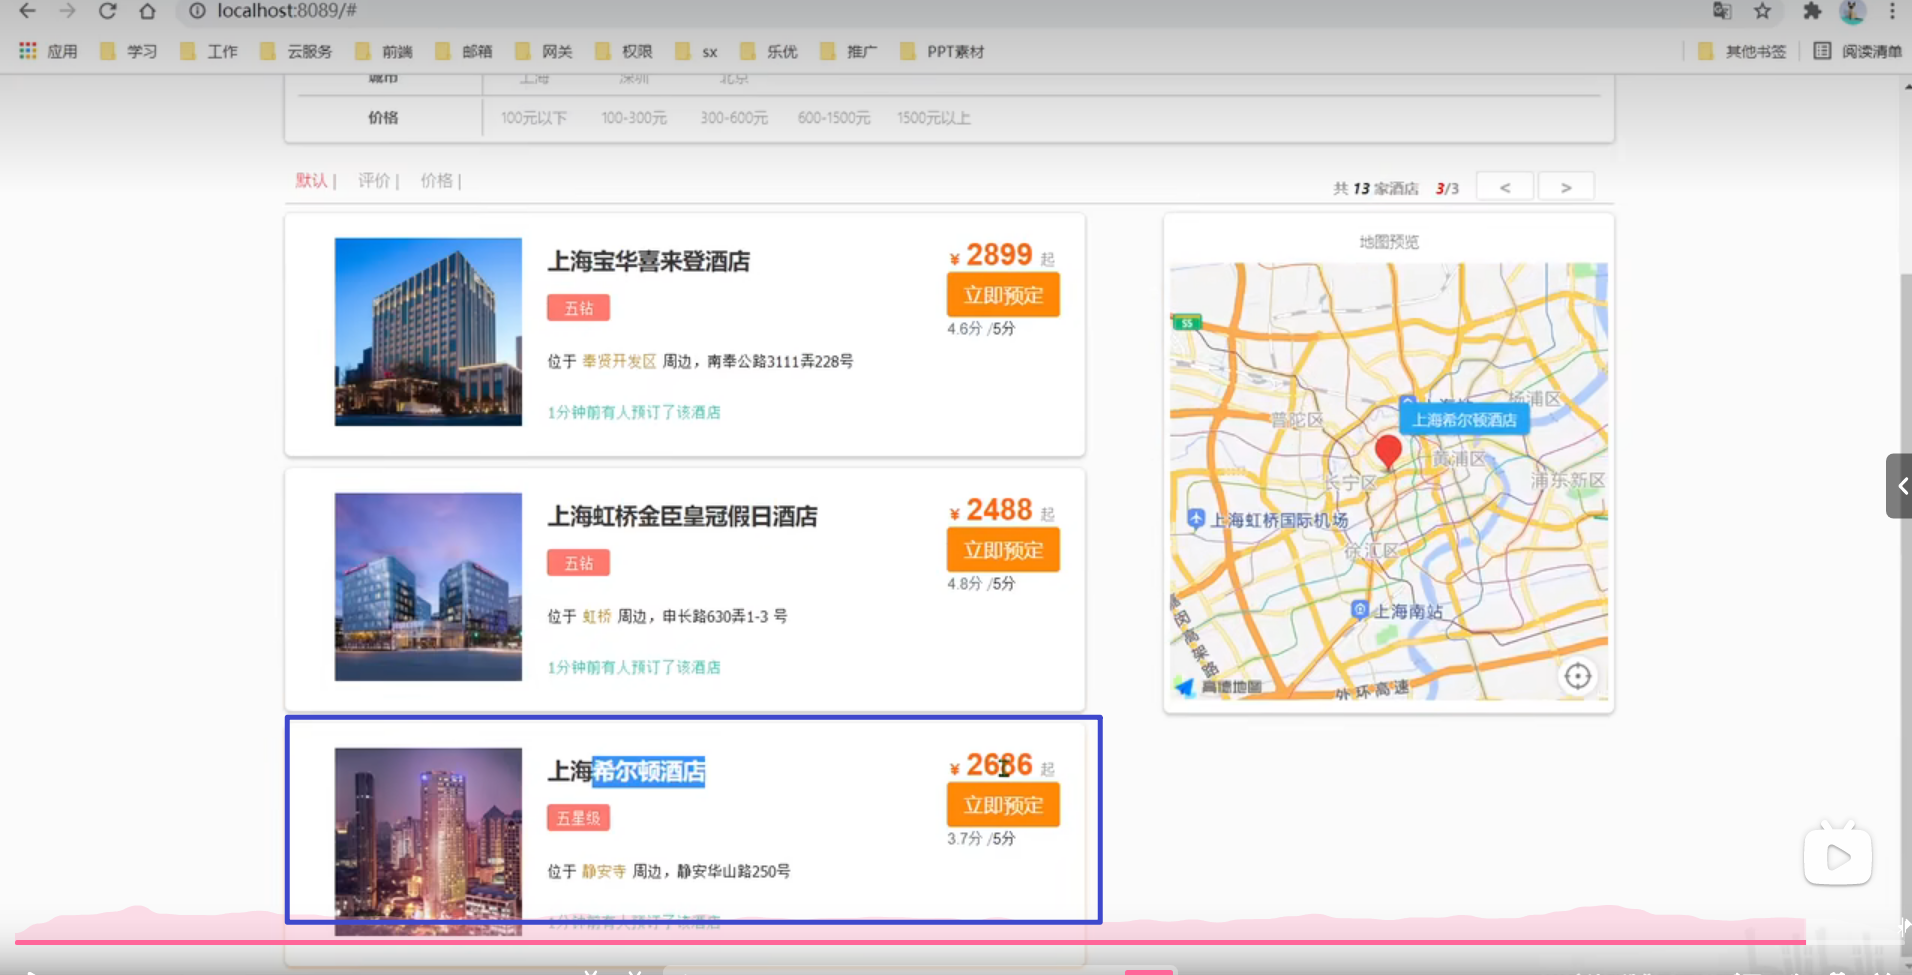 localhost:8089/#
应用 学习 工作 云服务 前端 邮箱 网关 权限 sx 乐优 推广 PPT素材 其他书签 阅读清单
城市 上海 深圳 北京
价格 100元以下 100-300元 300-600元 600-1500元 1500元以上
默认 | 评价 | 价格 |
共 13 家酒店 3/3 < >
上海宝华喜来登酒店
¥ 2899 起
五钻
立即预定
4.6分 /5分
位于 奉贤开发区 周边，南奉公路3111弄228号
1分钟前有人预订了该酒店
上海虹桥金臣皇冠假日酒店
¥ 2488 起
五钻
立即预定
4.8分 /5分
位于 虹桥 周边，申长路630弄1-3 号
1分钟前有人预订了该酒店
上海希尔顿酒店
¥ 2686 起
五星级
立即预定
3.7分 /5分
位于 静安寺 周边，静安华山路250号
1分钟前有人预订了该酒店
地图预览
S5
杨浦区
普陀区
上海希尔顿酒店
黄浦区
长宁区
浦东新区
上海虹桥国际机场
徐汇区
上海南站
高德地图
外环高速